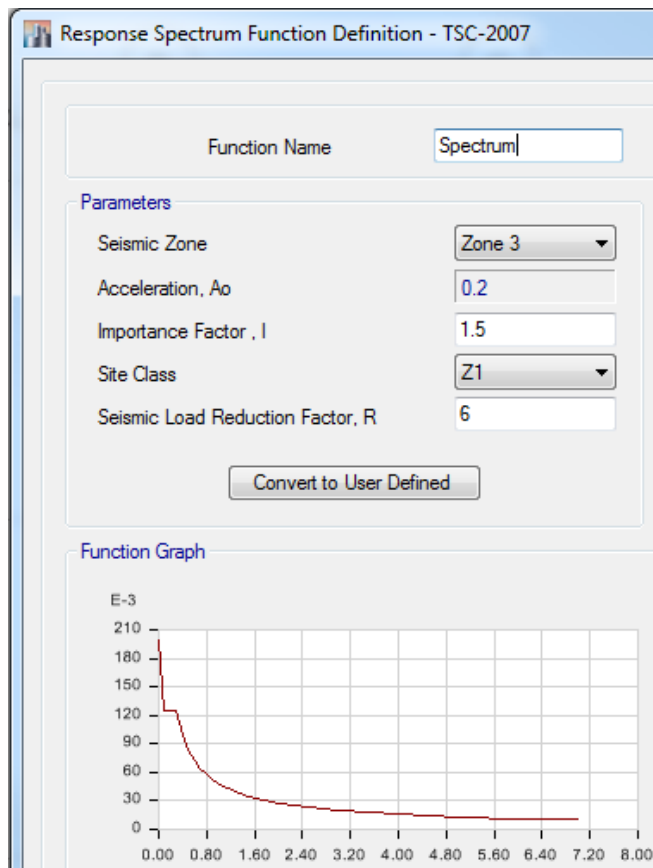 Response Spectrum Function Definition - TSC-2007
Function Name Spectrum
Parameters
Seismic Zone Zone 3
Acceleration, Ao 0.2
Importance Factor , I 1.5
Site Class Z1
Seismic Load Reduction Factor, R 6
Convert to User Defined
Function Graph
E-3
210
180
150
120
90
60
30
0
0.00 0.80 1.60 2.40 3.20 4.00 4.80 5.60 6.40 7.20 8.00